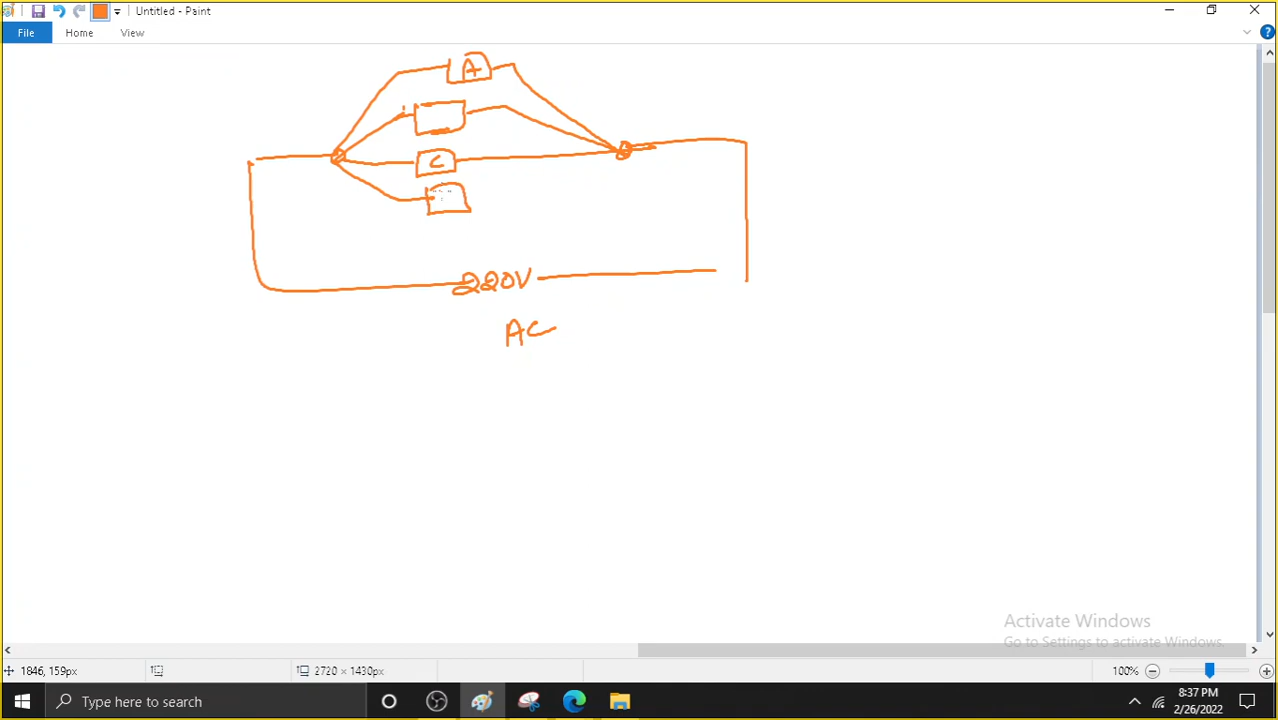 Untitled - Paint
File Home View
A
C
220V
AC
Activate Windows
Go to Settings to activate Windows.
1846, 159px
2720 × 1430px
100%
Type here to search
8:37 PM
2/26/2022